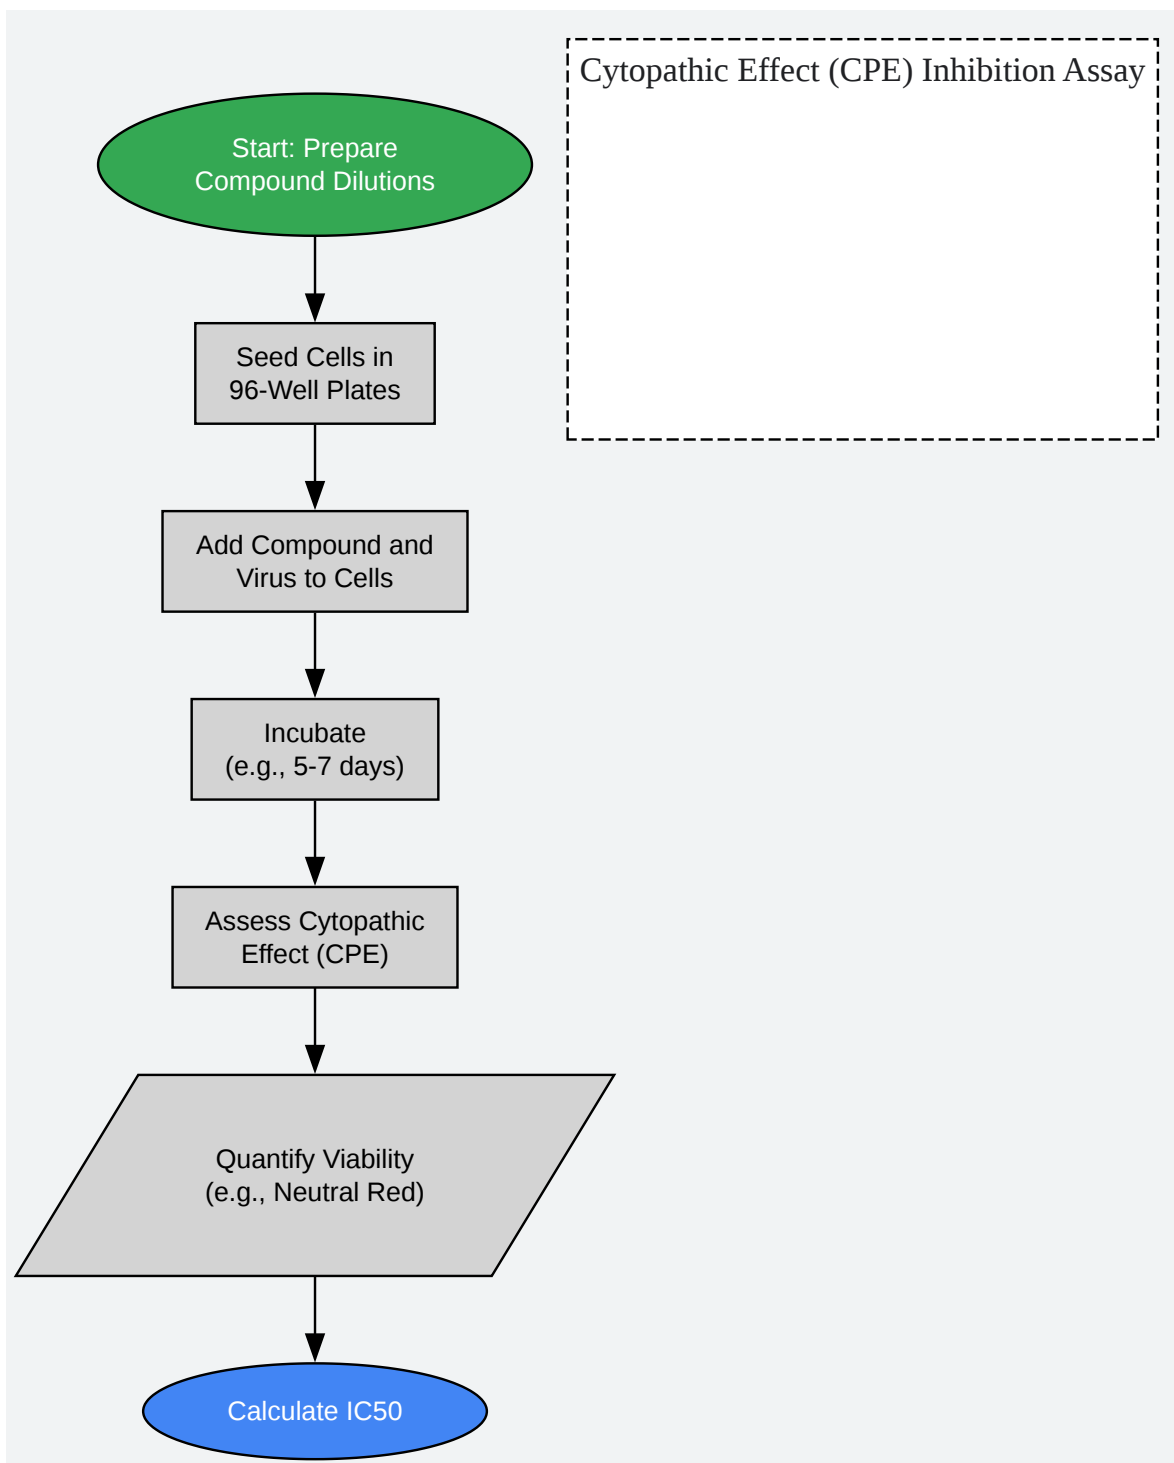 Cytopathic Effect (CPE) Inhibition Assay
Start: Prepare
Compound Dilutions
Seed Cells in
96-Well Plates
Add Compound and
Virus to Cells
Incubate
(e.g., 5-7 days)
Assess Cytopathic
Effect (CPE)
Quantify Viability
(e.g., Neutral Red)
Calculate IC50